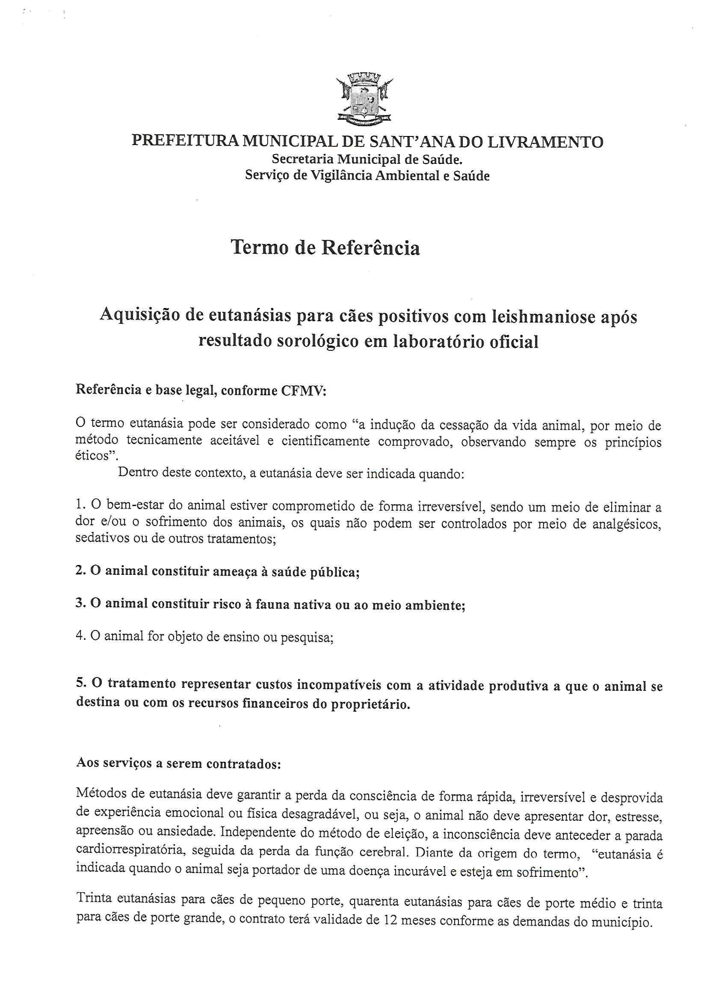 PREFEITURA MUNICIPAL DE SANT’ANA DO LIVRAMENTO
Secretaria Municipal de Saúde.
Serviço de Vigilância Ambiental e Saúde
Termo de Referência
Aquisição de eutanásias para cães positivos com leishmaniose após
resultado sorológico em laboratório oficial
Referência e base legal, conforme CFMV:
O termo eutanásia pode ser considerado como “a indução da cessação da vida animal, por meio de
método tecnicamente aceitável e cientificamente comprovado, observando sempre os princípios
éticos”.
Dentro deste contexto, a eutanásia deve ser indicada quando:
1. O bem-estar do animal estiver comprometido de forma irreversível, sendo um meio de eliminar a
dor e/ou o sofrimento dos animais, os quais não podem ser controlados por meio de analgésicos,
sedativos ou de outros tratamentos;
2. O animal constituir ameaça à saúde pública;
3. O animal constituir risco à fauna nativa ou ao meio ambiente;
4. O animal for objeto de ensino ou pesquisa;
5. O tratamento representar custos incompatíveis com a atividade produtiva a que o animal se
destina ou com os recursos financeiros do proprietário.
Aos serviços a serem contratados:
Métodos de eutanásia deve garantir a perda da consciência de forma rápida, irreversível e desprovida
de experiência emocional ou física desagradável, ou seja, o animal não deve apresentar dor, estresse,
apreensão ou ansiedade. Independente do método de eleição, a inconsciência deve anteceder a parada
cardiorrespiratória, seguida da perda da função cerebral. Diante da origem do termo, “eutanásia é
indicada quando o animal seja portador de uma doença incurável e esteja em sofrimento”.
Trinta eutanásias para cães de pequeno porte, quarenta eutanásias para cães de porte médio e trinta
para cães de porte grande, o contrato terá validade de 12 meses conforme as demandas do município.